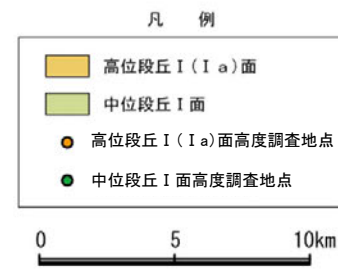 凡 例
高位段丘Ⅰ(Ⅰa)面
中位段丘Ⅰ面
高位段丘Ⅰ(Ⅰa)面高度調査地点
中位段丘Ⅰ面高度調査地点
0 5 10km